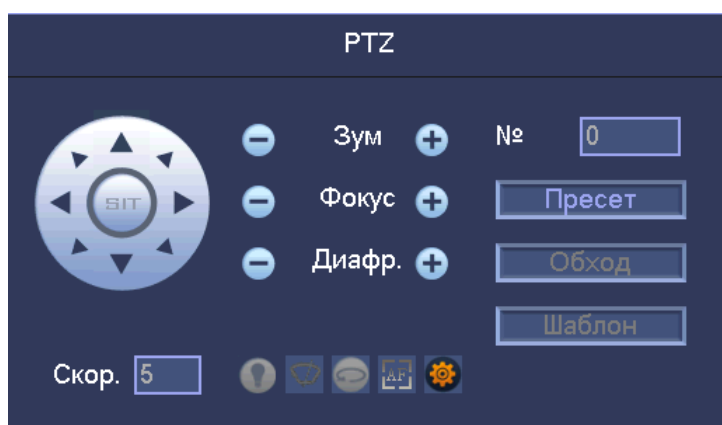 PTZ
Зум № 0
SIT Фокус Пресет
Диафр. Обход
Шаблон
Скор. 5 AF